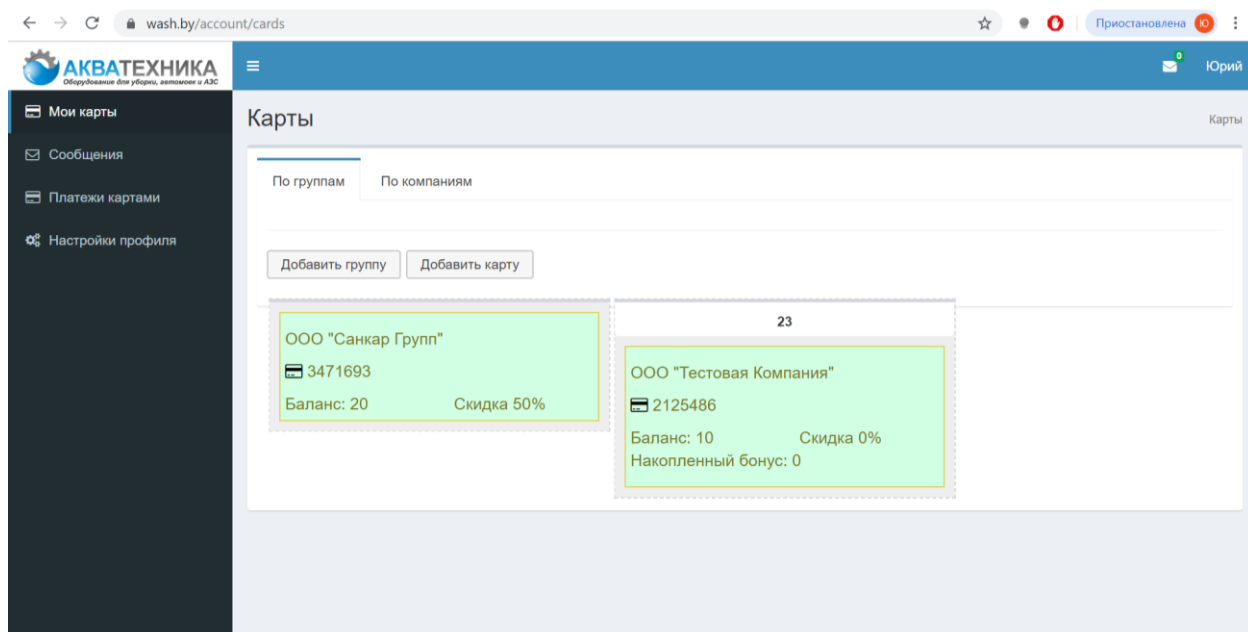 wash.by/account/cards
Приостановлена Ю
АКВАТЕХНИКА
Оборудование для уборки, автомоек и АЗС
0
Юрий
Мои карты
Сообщения
Платежи картами
Настройки профиля
Карты
Карты
По группам По компаниям
Добавить группу Добавить карту
ООО "Санкар Групп"
3471693
Баланс: 20 Скидка 50%
23
ООО "Тестовая Компания"
2125486
Баланс: 10 Скидка 0%
Накопленный бонус: 0